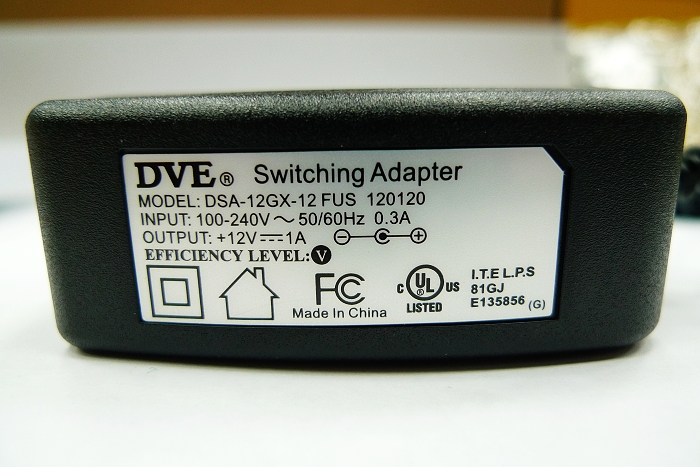 DVE® Switching Adapter
MODEL: DSA-12GX-12 FUS 120120
INPUT: 100-240V ~ 50/60Hz 0.3A
OUTPUT: +12V⎓1A
EFFICIENCY LEVEL: V
FC
Made In China
c UL US
LISTED
I.T.E L.P.S
81GJ
E135856 (G)